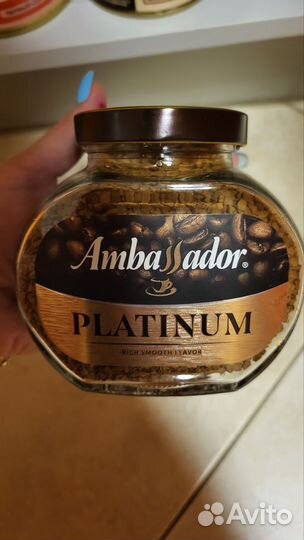 Ambassador®
PLATINUM
RICH SMOOTH FLAVOR
Avito